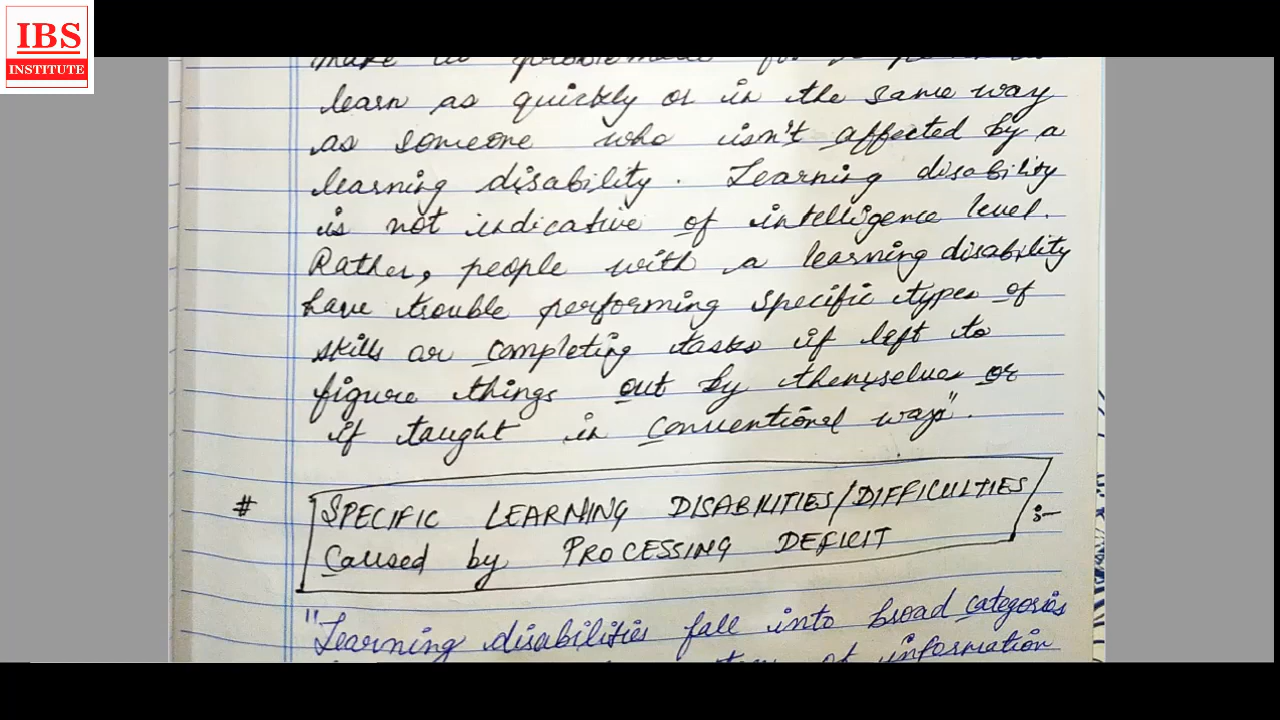 IBS
INSTITUTE
learn as quickly or in the same way
as someone who isn't affected by a
learning disability. Learning disability
is not indicative of intelligence level.
Rather, people with a learning disability
have trouble performing specific types of
skills or completing tasks if left to
figure things out by themselves or
if taught in conventional ways".
# SPECIFIC LEARNING DISABILITIES/DIFFICULTIES :-
Caused by PROCESSING DEFICIT
"Learning disabilities fall into broad categories
of information